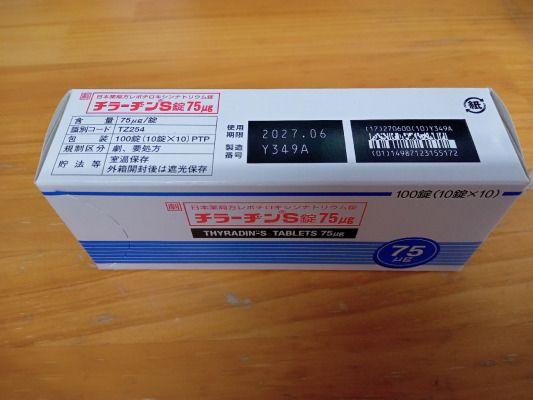 劇 日本薬局方レボチロキシンナトリウム錠
チラーヂンS錠75μg
含 量 75μg/錠
識別コード TZ254
包 装 100錠(10錠×10)PTP
規制区分 劇、要処方
貯法等 室温保存
外箱開封後は遮光保存
使用期限 2027.06
製造番号 Y349A
(17)270600(10)Y349A
(01)14987123155172
紙
100錠(10錠×10)
劇 日本薬局方レボチロキシンナトリウム錠
チラーヂンS錠75μg
THYRADIN-S TABLETS 75μg
75
μg